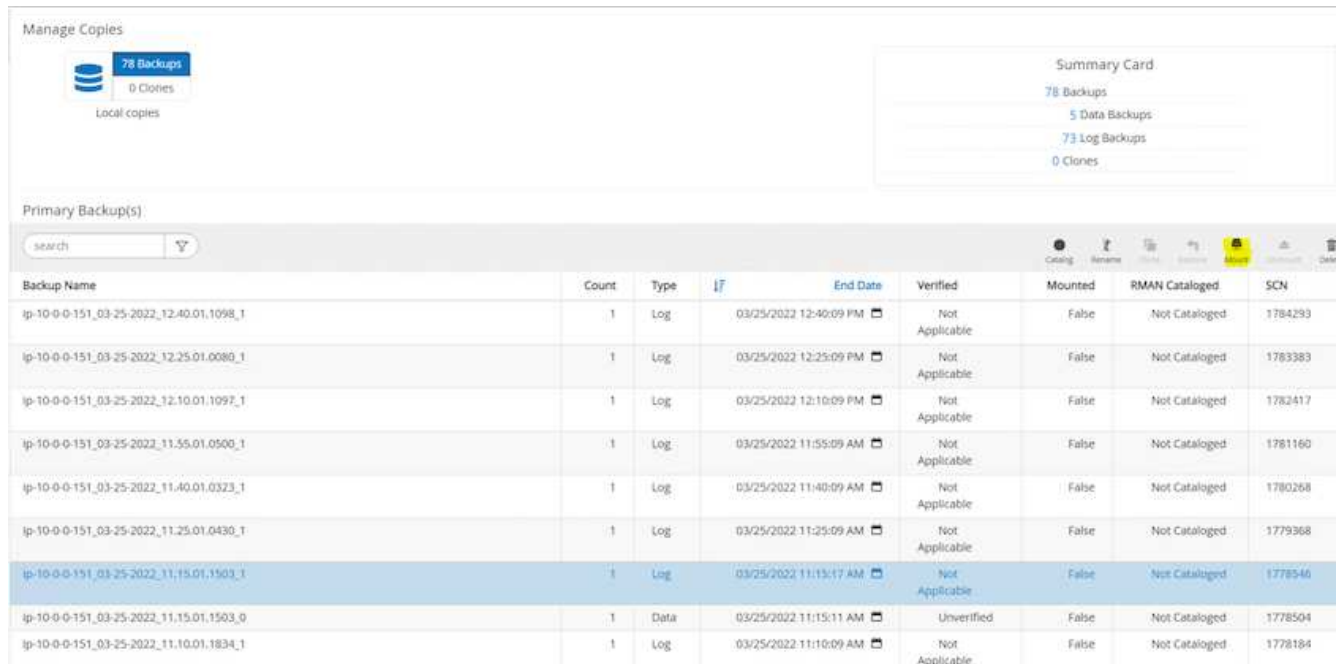 Manage Copies
78 Backups
0 Clones
Local copies
Summary Card
78 Backups
5 Data Backups
73 Log Backups
0 Clones
Primary Backup(s)
search
Catalog Rename Mount
Backup Name Count Type End Date Verified Mounted RMAN Cataloged SCN
ip-10-0-0-151_03-25-2022_12.40.01.1098_1 1 Log 03/25/2022 12:40:09 PM Not Applicable False Not Cataloged 1784293
ip-10-0-0-151_03-25-2022_12.25.01.0080_1 1 Log 03/25/2022 12:25:09 PM Not Applicable False Not Cataloged 1783383
ip-10-0-0-151_03-25-2022_12.10.01.1097_1 1 Log 03/25/2022 12:10:09 PM Not Applicable False Not Cataloged 1782417
ip-10-0-0-151_03-25-2022_11.55.01.0500_1 1 Log 03/25/2022 11:55:09 AM Not Applicable False Not Cataloged 1781160
ip-10-0-0-151_03-25-2022_11.40.01.0323_1 1 Log 03/25/2022 11:40:09 AM Not Applicable False Not Cataloged 1780268
ip-10-0-0-151_03-25-2022_11.25.01.0430_1 1 Log 03/25/2022 11:25:09 AM Not Applicable False Not Cataloged 1779368
ip-10-0-0-151_03-25-2022_11.15.01.1503_1 1 Log 03/25/2022 11:15:17 AM Not Applicable False Not Cataloged 1778546
ip-10-0-0-151_03-25-2022_11.15.01.1503_0 1 Data 03/25/2022 11:15:11 AM Unverified False Not Cataloged 1778504
ip-10-0-0-151_03-25-2022_11.10.01.1834_1 1 Log 03/25/2022 11:10:09 AM Not Applicable False Not Cataloged 1778184